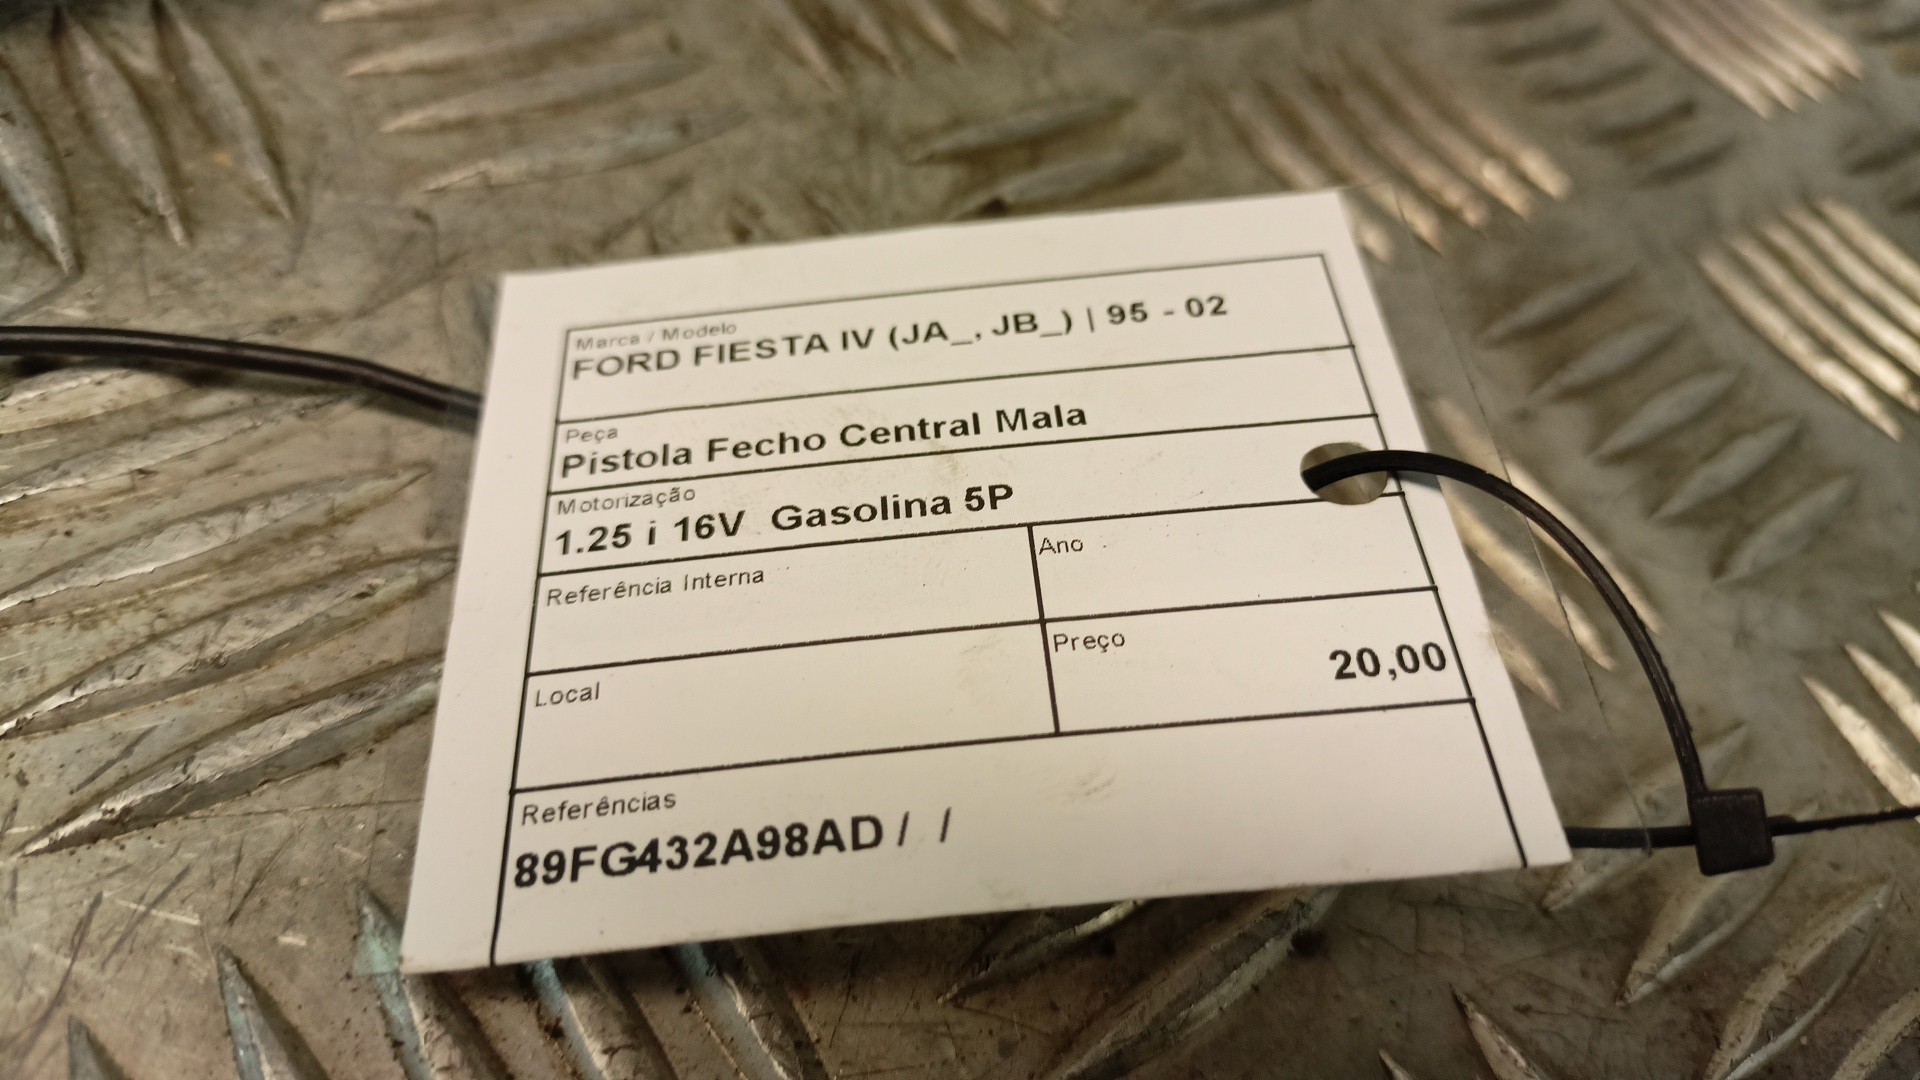 Marca / Modelo
FORD FIESTA IV (JA_, JB_) | 95 - 02
Peça
Pistola Fecho Central Mala
Motorização
1.25 i 16V Gasolina 5P
Referência Interna
Ano
Local
Preço
20,00
Referências
89FG432A98AD / /